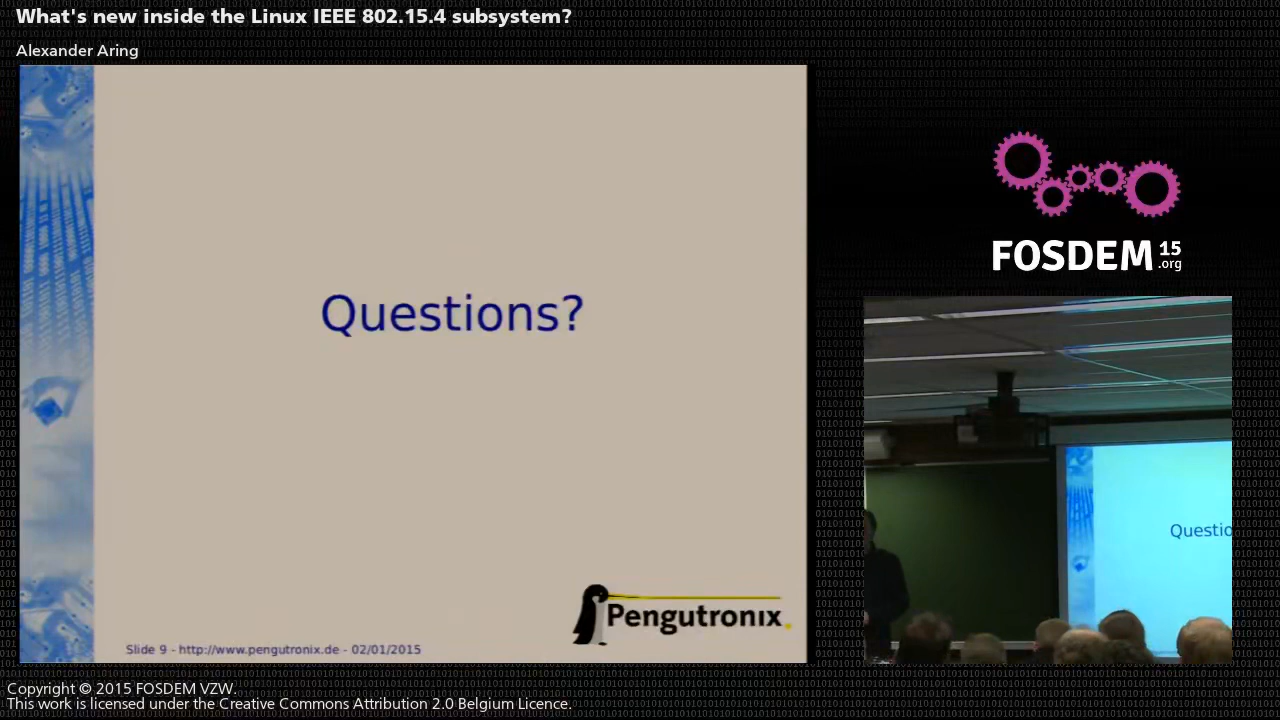 What's new inside the Linux IEEE 802.15.4 subsystem?
Alexander Aring
Questions?
Pengutronix
Slide 9 - http://www.pengutronix.de - 02/01/2015
FOSDEM 15
.org
Questio
Copyright © 2015 FOSDEM VZW.
This work is licensed under the Creative Commons Attribution 2.0 Belgium Licence.